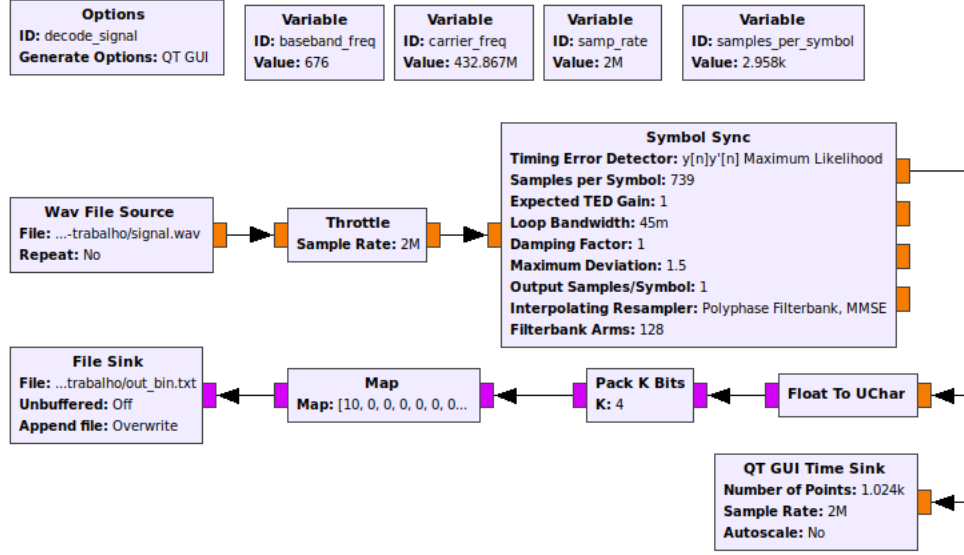 Options
ID: decode_signal
Generate Options: QT GUI
Variable
ID: baseband_freq
Value: 676
Variable
ID: carrier_freq
Value: 432.867M
Variable
ID: samp_rate
Value: 2M
Variable
ID: samples_per_symbol
Value: 2.958k
Wav File Source
File: ...-trabalho/signal.wav
Repeat: No
Throttle
Sample Rate: 2M
Symbol Sync
Timing Error Detector: y[n]y'[n] Maximum Likelihood
Samples per Symbol: 739
Expected TED Gain: 1
Loop Bandwidth: 45m
Damping Factor: 1
Maximum Deviation: 1.5
Output Samples/Symbol: 1
Interpolating Resampler: Polyphase Filterbank, MMSE
Filterbank Arms: 128
File Sink
File: ...trabalho/out_bin.txt
Unbuffered: Off
Append file: Overwrite
Map
Map: [10, 0, 0, 0, 0, 0, 0...
Pack K Bits
K: 4
Float To UChar
QT GUI Time Sink
Number of Points: 1.024k
Sample Rate: 2M
Autoscale: No